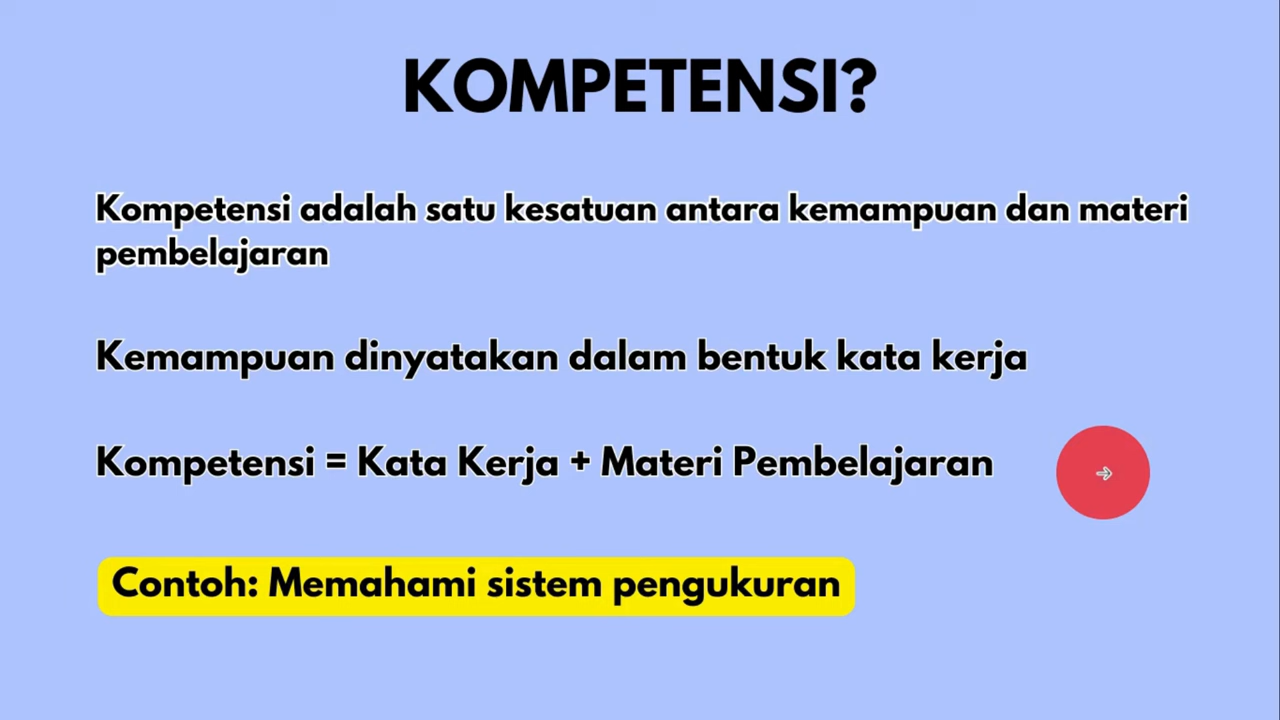 KOMPETENSI?
Kompetensi adalah satu kesatuan antara kemampuan dan materi
pembelajaran
Kemampuan dinyatakan dalam bentuk kata kerja
Kompetensi = Kata Kerja + Materi Pembelajaran
Contoh: Memahami sistem pengukuran